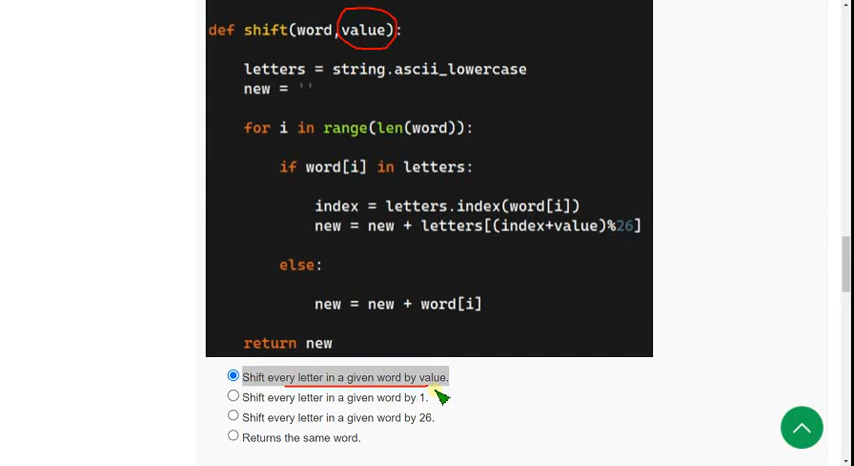 def shift(word,value):
letters = string.ascii_lowercase
new = ''
for i in range(len(word)):
if word[i] in letters:
index = letters.index(word[i])
new = new + letters[(index+value)%26]
else:
new = new + word[i]
return new
Shift every letter in a given word by value.
Shift every letter in a given word by 1.
Shift every letter in a given word by 26.
Returns the same word.